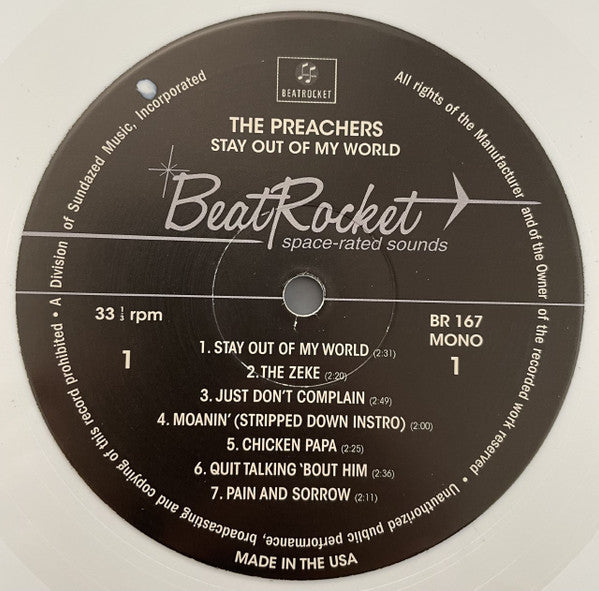 BEATROCKET
THE PREACHERS
STAY OUT OF MY WORLD
BeatRocket
space-rated sounds
33 1/3 rpm
1
BR 167
MONO
1
1. STAY OUT OF MY WORLD (2:31)
2. THE ZEKE (2:20)
3. JUST DON'T COMPLAIN (2:49)
4. MOANIN' (STRIPPED DOWN INSTRO) (2:00)
5. CHICKEN PAPA (2:25)
6. QUIT TALKING 'BOUT HIM (2:36)
7. PAIN AND SORROW (2:11)
All rights of the Manufacturer and of the Owner of the recorded work reserved • Unauthorized public performance, broadcasting and copying of this record prohibited • A Division of Sundazed Music, Incorporated
MADE IN THE USA